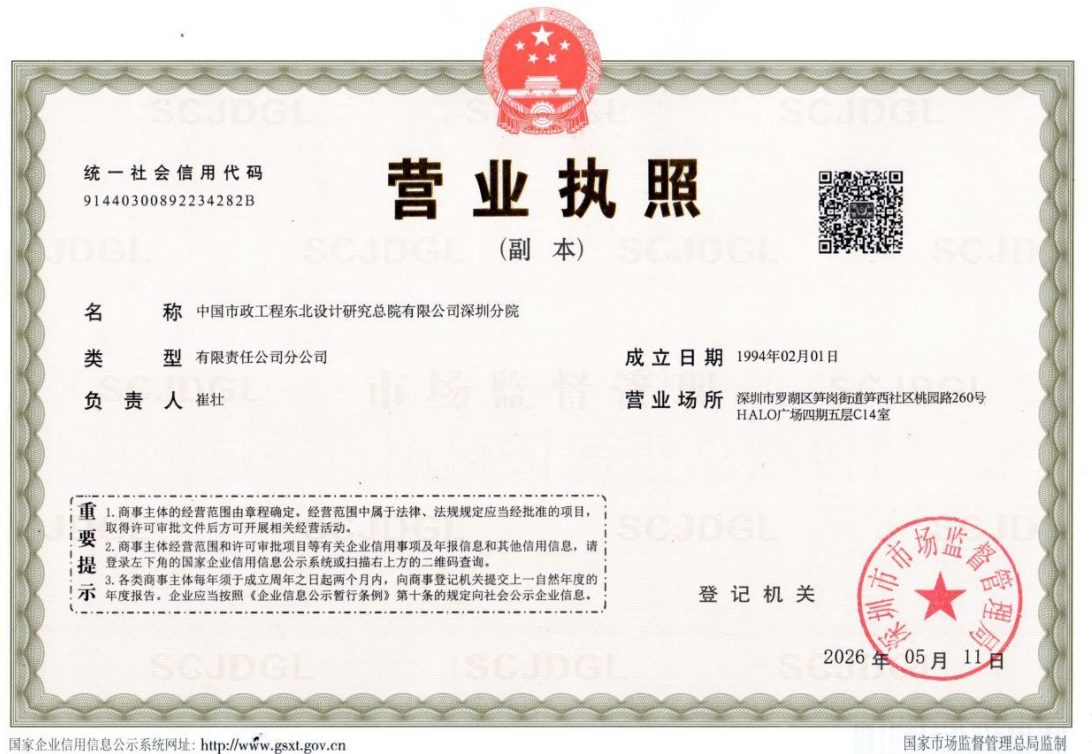 统一社会信用代码
91440300892234282B
营业执照
(副 本)
名 称 中国市政工程东北设计研究总院有限公司深圳分院
类 型 有限责任公司分公司
成立日期 1994年02月01日
负 责 人 崔壮
营业场所 深圳市罗湖区笋岗街道笋西社区桃园路260号
HALO广场四期五层C14室
重要提示
1.商事主体的经营范围由章程确定。经营范围中属于法律、法规规定应当经批准的项目，
取得许可审批文件后方可开展相关经营活动。
2.商事主体经营范围和许可审批项目等有关企业信用事项及年报信息和其他信用信息，请
登录左下角的国家企业信用信息公示系统或扫描右上方的二维码查询。
3.各类商事主体每年须于成立周年之日起两个月内，向商事登记机关提交上一自然年度的
年度报告。企业应当按照《企业信息公示暂行条例》第十条的规定向社会公示企业信息。
登 记 机 关
深圳市市场监督管理局
2026 年 05 月 11 日
国家企业信用信息公示系统网址：http://www.gsxt.gov.cn
国家市场监督管理总局监制
SCJDGL
市场监督管理